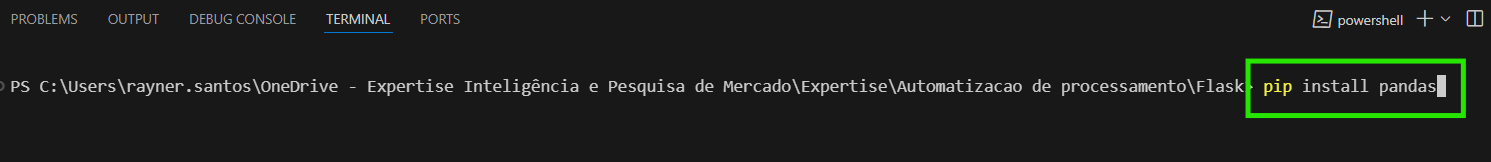 PROBLEMS OUTPUT DEBUG CONSOLE TERMINAL PORTS powershell
PS C:\Users\rayner.santos\OneDrive - Expertise Inteligência e Pesquisa de Mercado\Expertise\Automatizacao de processamento\Flask> pip install pandas